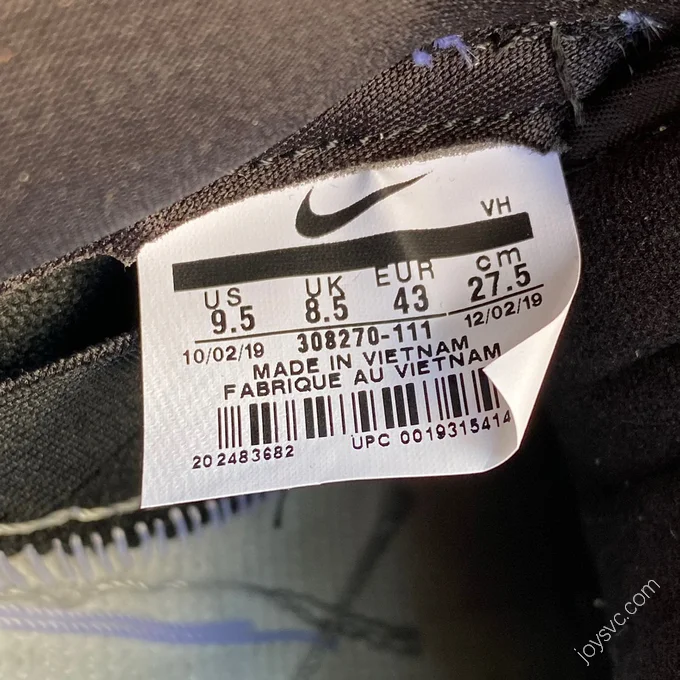 VH
US UK EUR cm
9.5 8.5 43 27.5
10/02/19 308270-111 12/02/19
MADE IN VIETNAM
FABRIQUE AU VIETNAM
202483682 UPC 0019315414
joysvc.com